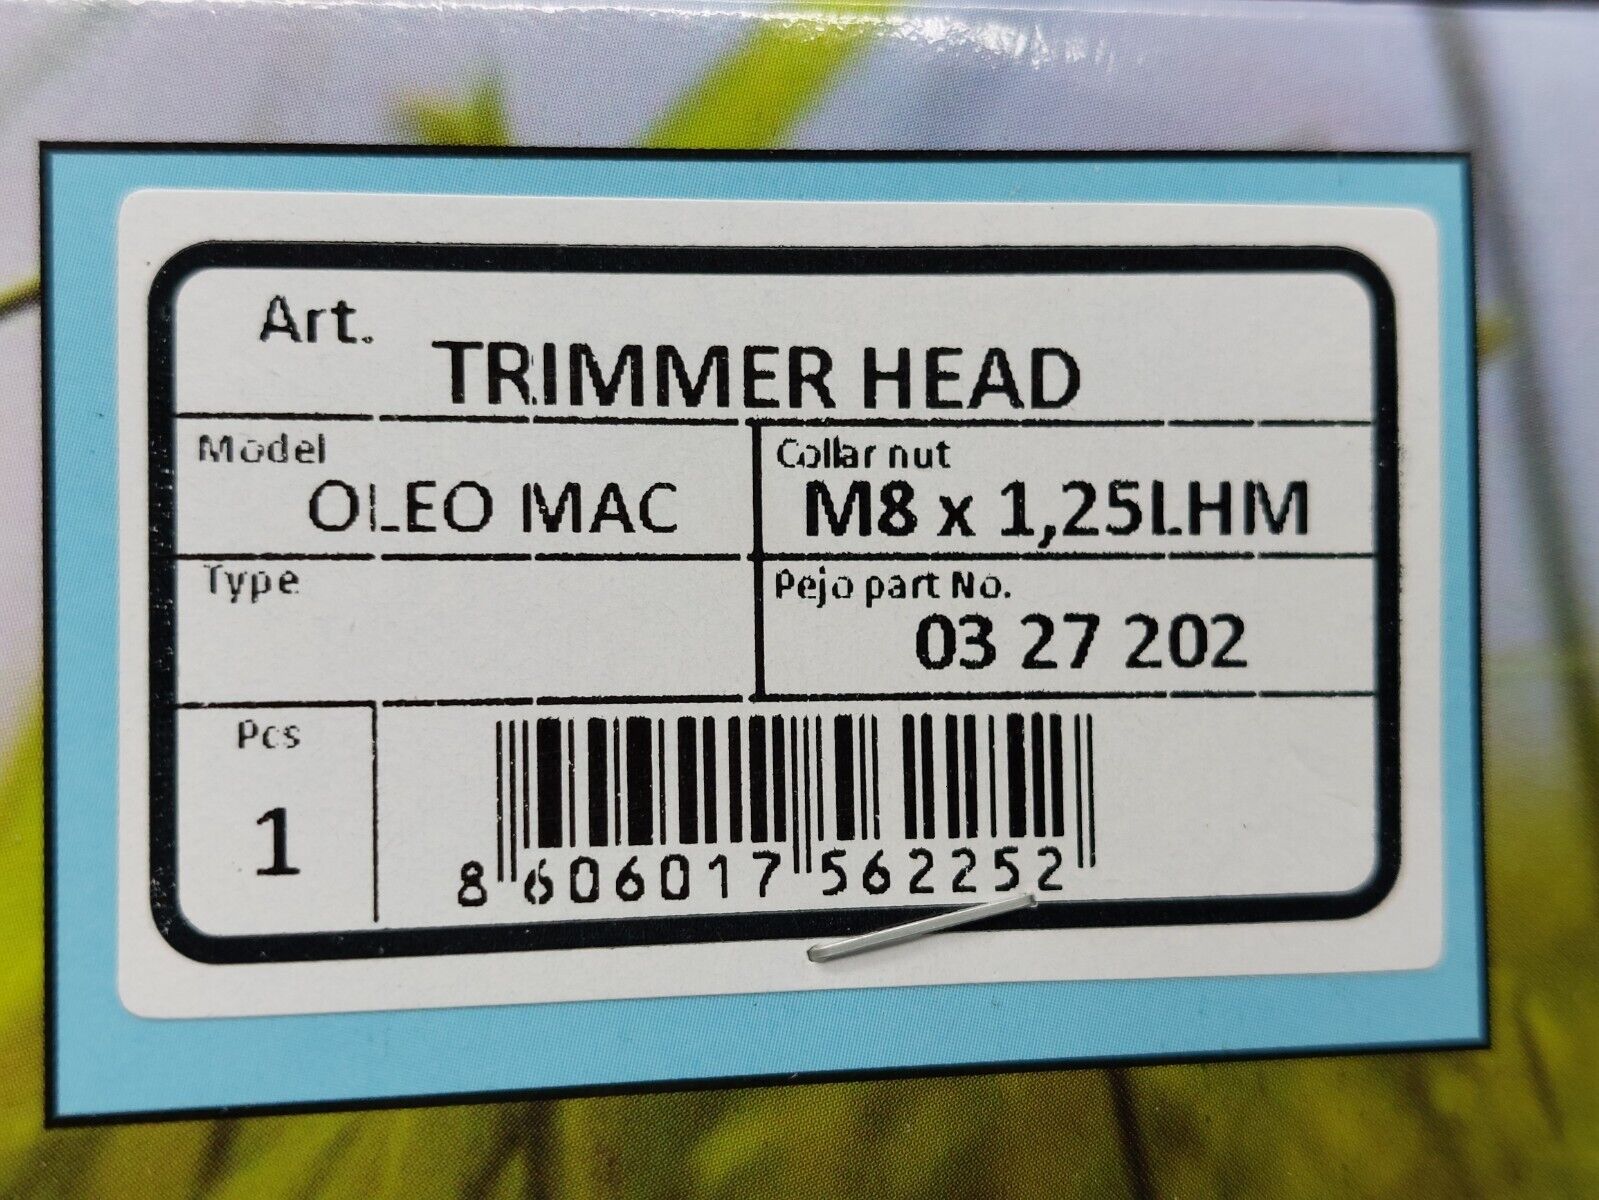 Art.
TRIMMER HEAD
Model
OLEO MAC
Collar nut
M8 x 1,25LHM
Type
Pejo part No.
03 27 202
Pcs
1
8 606017 562252